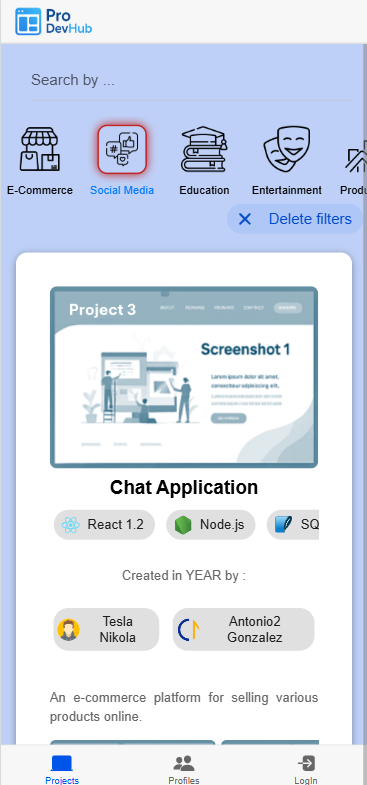 Pro
DevHub
Search by ...
E-Commerce Social Media Education Entertainment Produ
Delete filters
Project 3
ABOUT
CONTACT
Screenshot 1
Lorem ipsum dolor sit amet,
consectetur adipiscing elit,
Chat Application
React 1.2 Node.js SQ
Created in YEAR by :
Tesla
Nikola
Antonio2
Gonzalez
An e-commerce platform for selling various
products online.
Projects Profiles LogIn